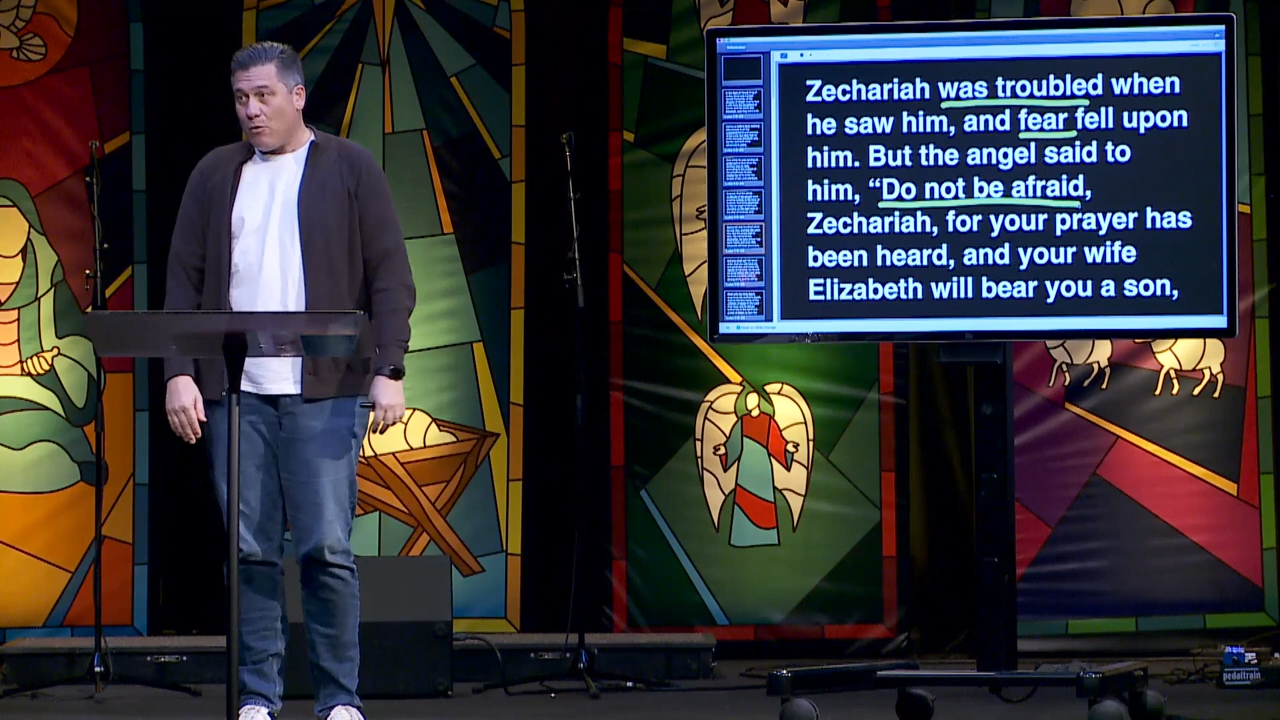 Zechariah was troubled when
he saw him, and fear fell upon
him. But the angel said to
him, “Do not be afraid,
Zechariah, for your prayer has
been heard, and your wife
Elizabeth will bear you a son,
pedaltrain